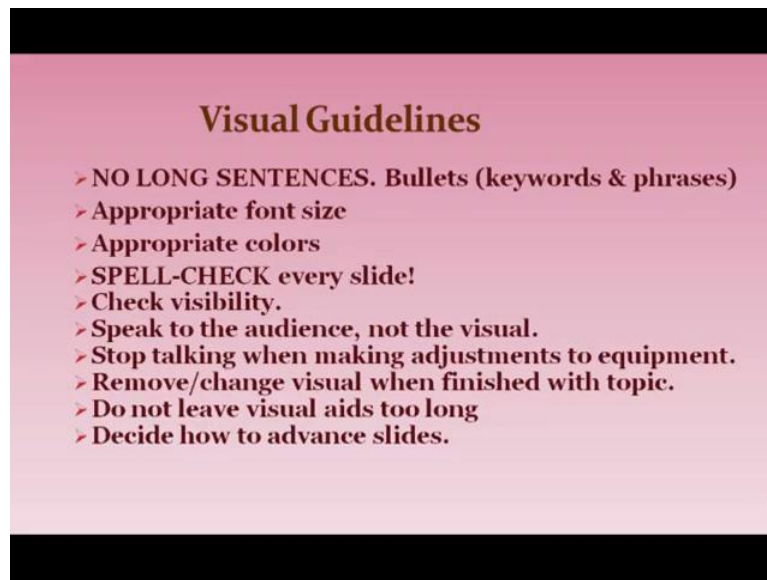 Visual Guidelines
➢NO LONG SENTENCES. Bullets (keywords & phrases)
➢Appropriate font size
➢Appropriate colors
➢SPELL-CHECK every slide!
➢Check visibility.
➢Speak to the audience, not the visual.
➢Stop talking when making adjustments to equipment.
➢Remove/change visual when finished with topic.
➢Do not leave visual aids too long
➢Decide how to advance slides.